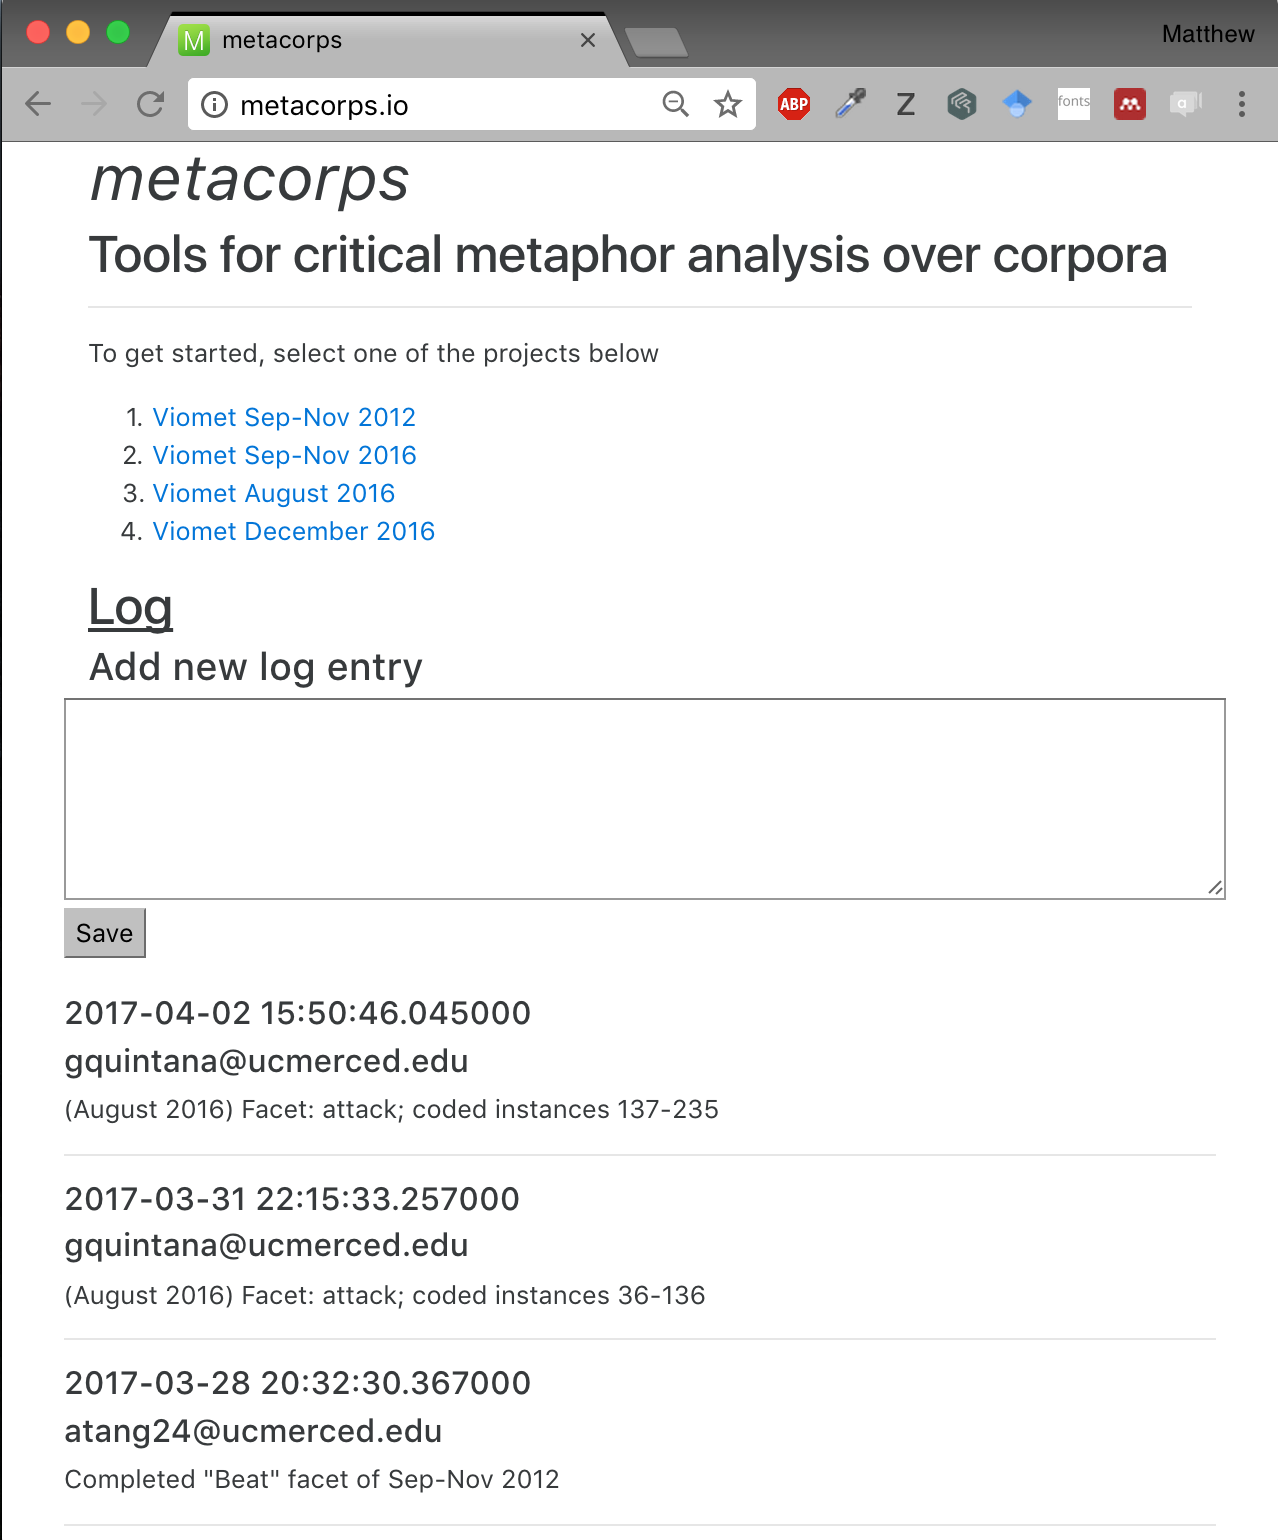 metacorps
Matthew
metacorps.io
ABP
Z
fonts
a
metacorps
Tools for critical metaphor analysis over corpora
To get started, select one of the projects below
1. Viomet Sep-Nov 2012
2. Viomet Sep-Nov 2016
3. Viomet August 2016
4. Viomet December 2016
Log
Add new log entry
Save
2017-04-02 15:50:46.045000
gquintana@ucmerced.edu
(August 2016) Facet: attack; coded instances 137-235
2017-03-31 22:15:33.257000
gquintana@ucmerced.edu
(August 2016) Facet: attack; coded instances 36-136
2017-03-28 20:32:30.367000
atang24@ucmerced.edu
Completed "Beat" facet of Sep-Nov 2012